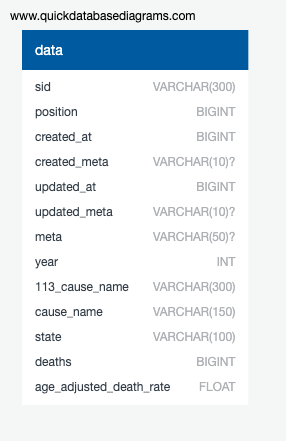 www.quickdatabasediagrams.com
data
sid VARCHAR(300)
position BIGINT
created_at BIGINT
created_meta VARCHAR(10)?
updated_at BIGINT
updated_meta VARCHAR(10)?
meta VARCHAR(50)?
year INT
113_cause_name VARCHAR(300)
cause_name VARCHAR(150)
state VARCHAR(100)
deaths BIGINT
age_adjusted_death_rate FLOAT